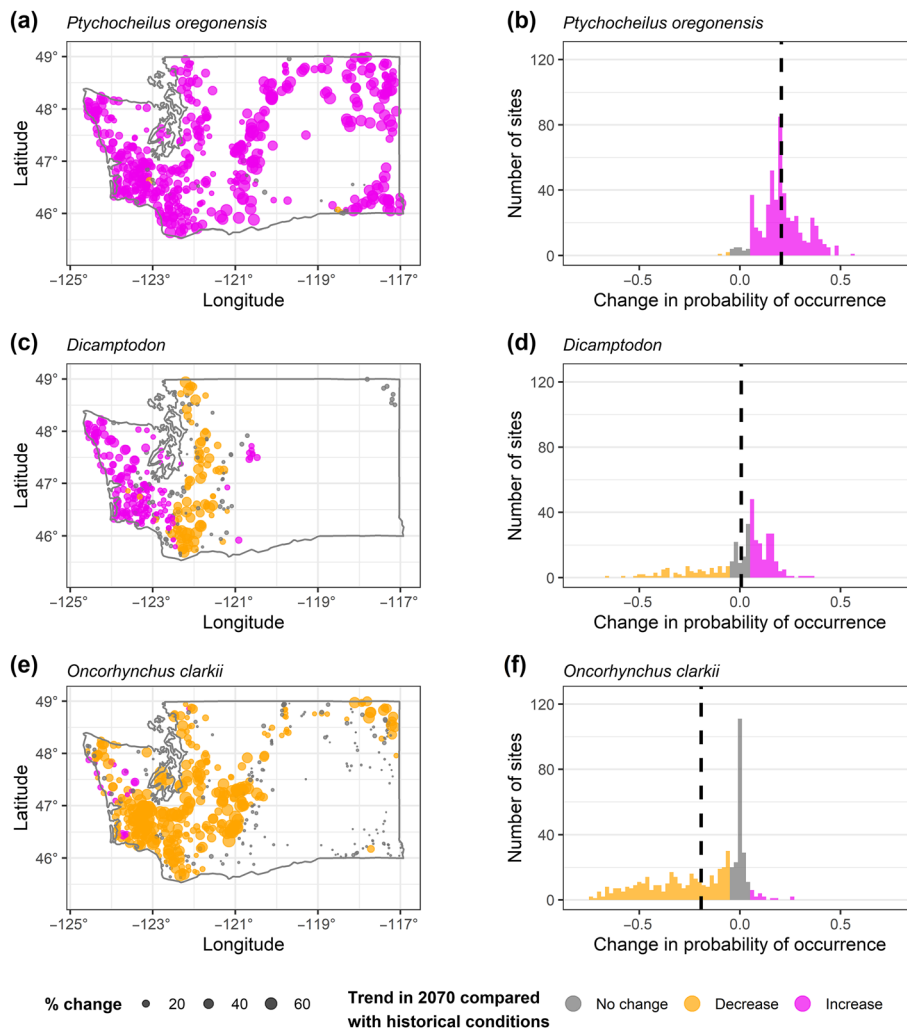 (a) Ptychocheilus oregonensis
49°
48°
47°
46°
Latitude
−125° −123° −121° −119° −117°
Longitude
(b) Ptychocheilus oregonensis
120
80
40
0
Number of sites
−0.5 0.0 0.5
Change in probability of occurrence
(c) Dicamptodon
49°
48°
47°
46°
Latitude
−125° −123° −121° −119° −117°
Longitude
(d) Dicamptodon
120
80
40
0
Number of sites
−0.5 0.0 0.5
Change in probability of occurrence
(e) Oncorhynchus clarkii
49°
48°
47°
46°
Latitude
−125° −123° −121° −119° −117°
Longitude
(f) Oncorhynchus clarkii
120
80
40
0
Number of sites
−0.5 0.0 0.5
Change in probability of occurrence
% change 20 40 60
Trend in 2070 compared
with historical conditions
No change Decrease Increase